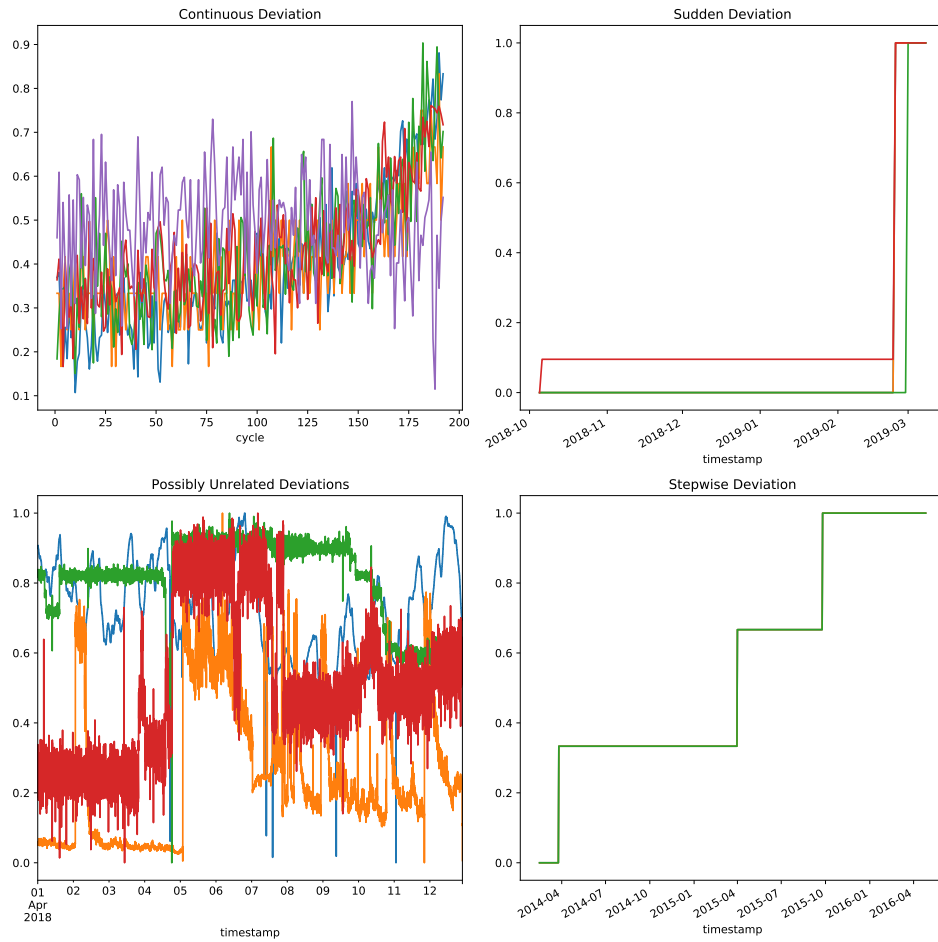 Continuous Deviation
0.9
0.8
0.7
0.6
0.5
0.4
0.3
0.2
0.1
0 25 50 75 100 125 150 175 200
cycle
Sudden Deviation
1.0
0.8
0.6
0.4
0.2
0.0
2018-10 2018-11 2018-12 2019-01 2019-02 2019-03
timestamp
Possibly Unrelated Deviations
1.0
0.8
0.6
0.4
0.2
0.0
01 02 03 04 05 06 07 08 09 10 11 12
Apr
2018
timestamp
Stepwise Deviation
1.0
0.8
0.6
0.4
0.2
0.0
2014-04 2014-07 2014-10 2015-01 2015-04 2015-07 2015-10 2016-01 2016-04
timestamp